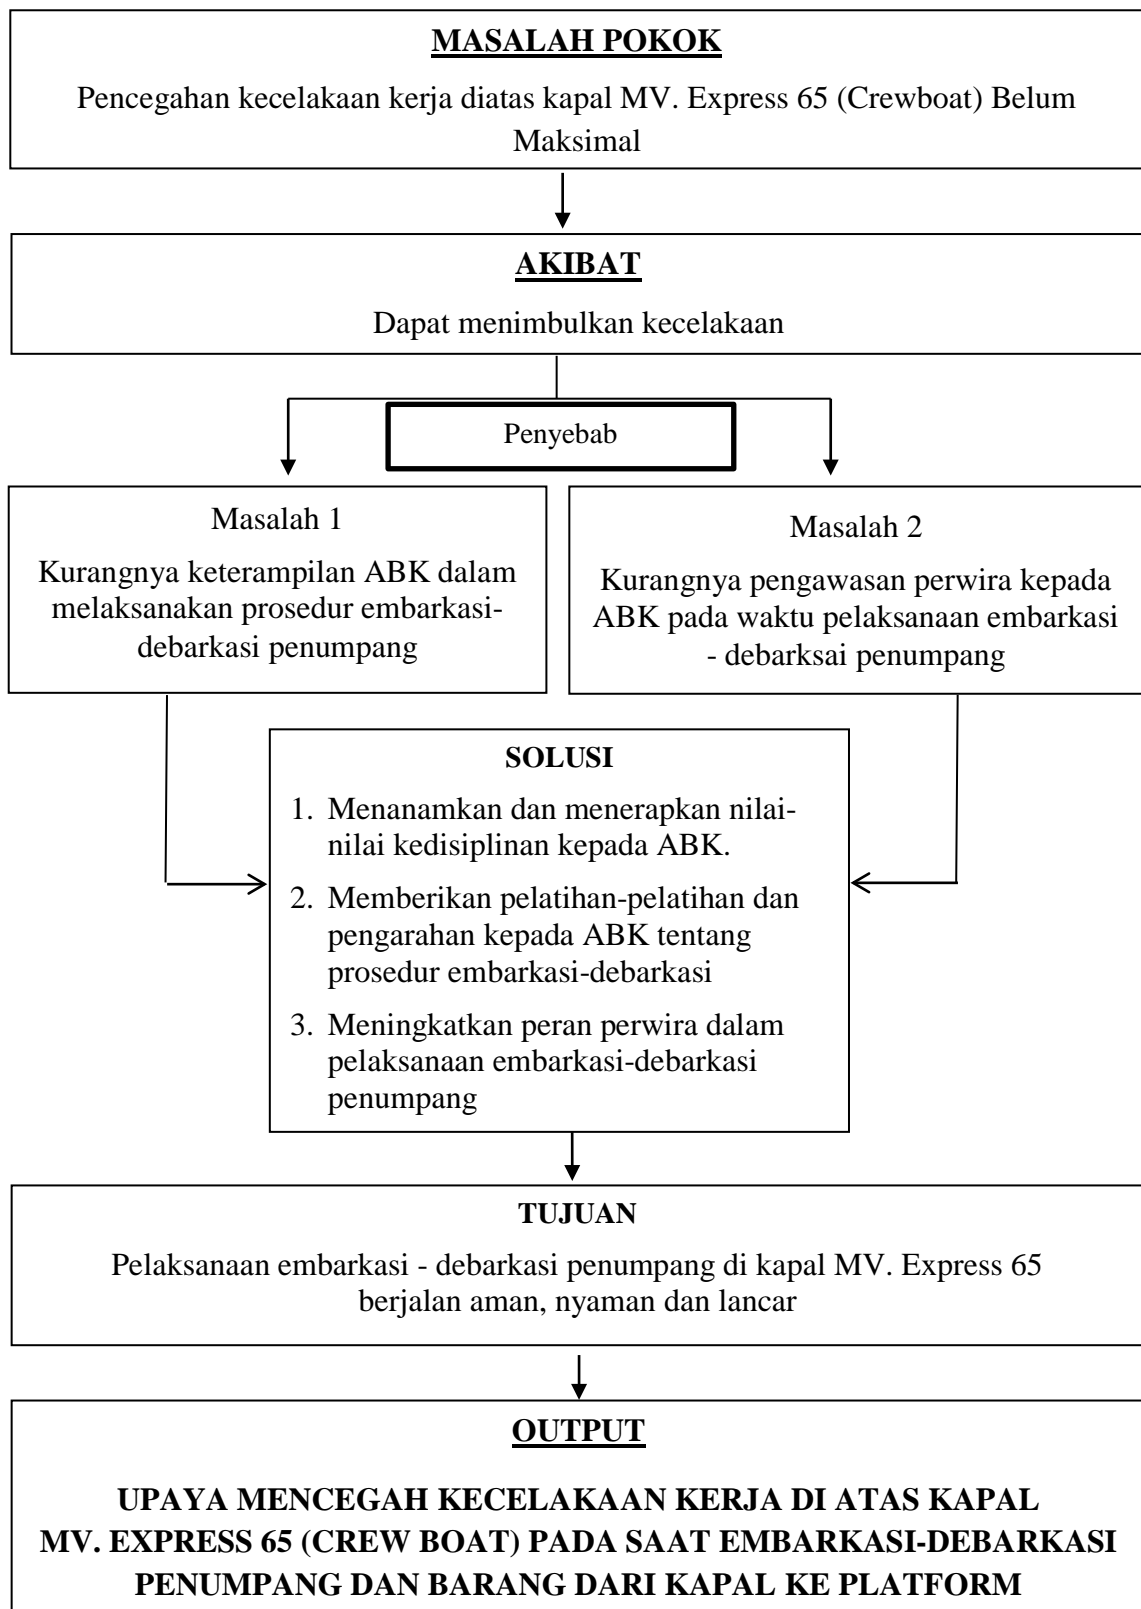 MASALAH POKOK
Pencegahan kecelakaan kerja diatas kapal MV. Express 65 (Crewboat) Belum
Maksimal
AKIBAT
Dapat menimbulkan kecelakaan
Penyebab
Masalah 1
Kurangnya keterampilan ABK dalam
melaksanakan prosedur embarkasi-
debarkasi penumpang
Masalah 2
Kurangnya pengawasan perwira kepada
ABK pada waktu pelaksanaan embarkasi
- debarksai penumpang
SOLUSI
1. Menanamkan dan menerapkan nilai-
nilai kedisiplinan kepada ABK.
2. Memberikan pelatihan-pelatihan dan
pengarahan kepada ABK tentang
prosedur embarkasi-debarkasi
3. Meningkatkan peran perwira dalam
pelaksanaan embarkasi-debarkasi
penumpang
TUJUAN
Pelaksanaan embarkasi - debarkasi penumpang di kapal MV. Express 65
berjalan aman, nyaman dan lancar
OUTPUT
UPAYA MENCEGAH KECELAKAAN KERJA DI ATAS KAPAL
MV. EXPRESS 65 (CREW BOAT) PADA SAAT EMBARKASI-DEBARKASI
PENUMPANG DAN BARANG DARI KAPAL KE PLATFORM